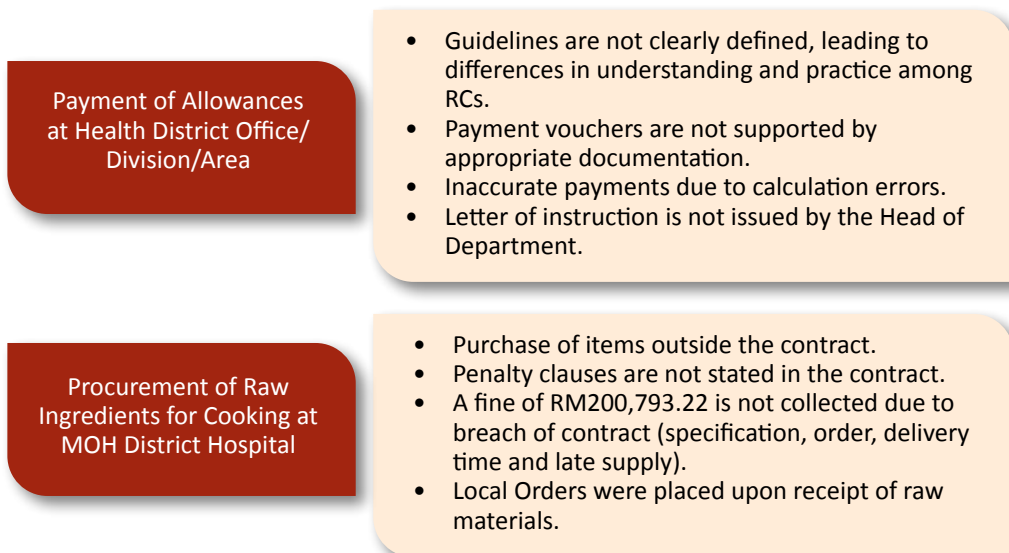 Payment of Allowances
at Health District Office/
Division/Area
• Guidelines are not clearly defined, leading to
differences in understanding and practice among
RCs.
• Payment vouchers are not supported by
appropriate documentation.
• Inaccurate payments due to calculation errors.
• Letter of instruction is not issued by the Head of
Department.
Procurement of Raw
Ingredients for Cooking at
MOH District Hospital
• Purchase of items outside the contract.
• Penalty clauses are not stated in the contract.
• A fine of RM200,793.22 is not collected due to
breach of contract (specification, order, delivery
time and late supply).
• Local Orders were placed upon receipt of raw
materials.